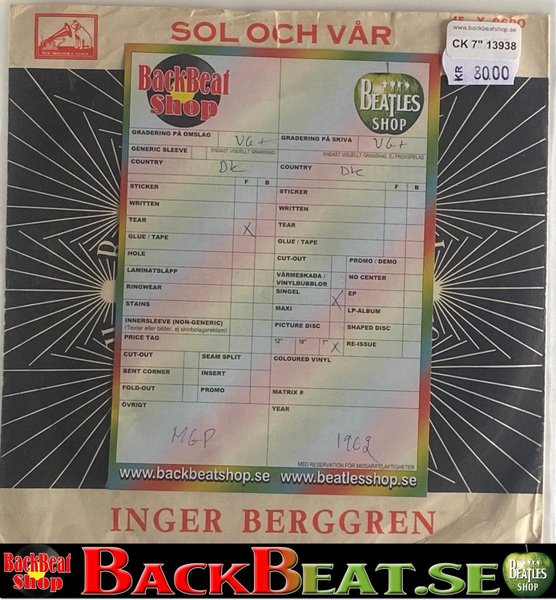 SOL OCH VÅR
www.backbeatshop.se
CK 7" 13938
KR 80.00
BackBeat
Shop
BEATLES
SHOP
GRADERING PÅ OMSLAG VG+
GRADERING PÅ SKIVA VG+
GENERIC SLEEVE
ENDAST VISUELLT GRANSKAD
ENDAST VISUELLT GRANSKAD, EJ PROVSPELAD
COUNTRY DK
COUNTRY DK
F B
F B
STICKER
STICKER
WRITTEN
WRITTEN
TEAR X
TEAR
GLUE / TAPE
GLUE / TAPE
HOLE
CUT-OUT
PROMO / DEMO
LAMINATSLÄPP
VÄRMESKADA /
VINYLBUBBLOR
NO CENTER
RINGWEAR
SINGEL X
EP
STAINS
MAXI
LP-ALBUM
INNERSLEEVE (NON-GENERIC)
(Texter eller bilder, ej skivbolagsreklam)
PICTURE DISC
SHAPED DISC
PRICE TAG
12" 10" 7" X
RE-ISSUE
CUT-OUT
SEAM SPLIT
COLOURED VINYL
BENT CORNER
INSERT
FOLD-OUT
PROMO
MATRIX #
ÖVRIGT
YEAR
MGP
1962
MED RESERVATION FÖR MISSAR/FELAKTIGHETER
www.backbeatshop.se
www.beatlesshop.se
INGER BERGGREN
BackBeat
Shop
BACKBEAT.SE
BEATLES
SHOP